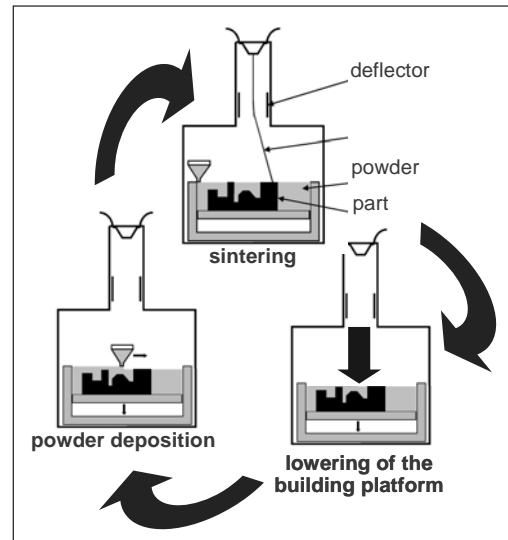 deflector
powder
part
sintering
powder deposition
lowering of the
building platform